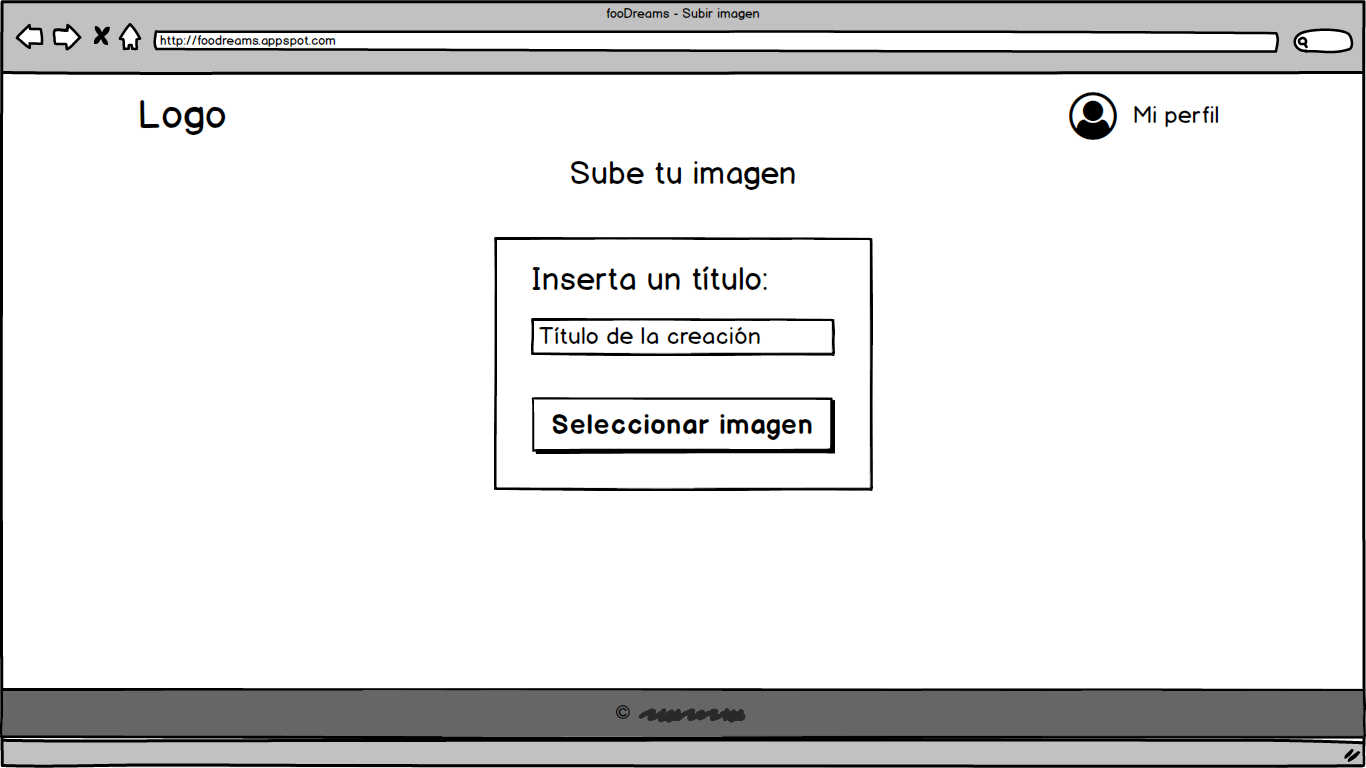 fooDreams - Subir imagen
http://foodreams.appspot.com
Logo
Mi perfil
Sube tu imagen
Inserta un título:
Título de la creación
Seleccionar imagen
©